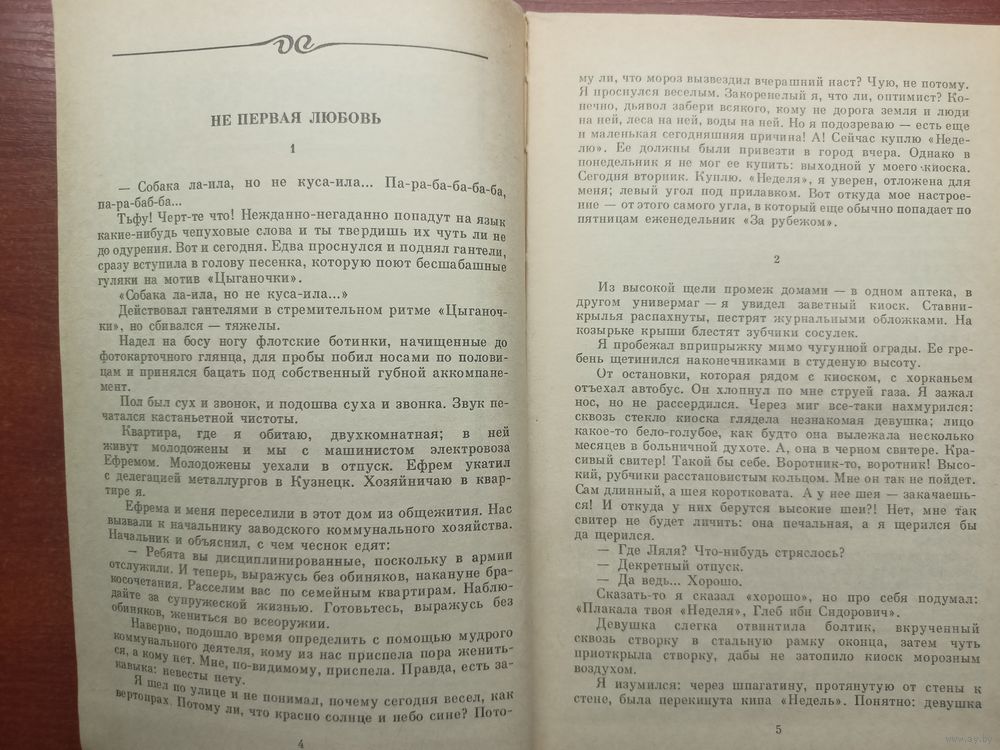 НЕ ПЕРВАЯ ЛЮБОВЬ
1
— Собака ла-ила, но не куса-ила... Па-ра-ба-ба-ба-ба,
па-ра-баб-ба...
Тьфу! Черт-те что! Нежданно-негаданно попадут на язык
какие-нибудь чепуховые слова и ты твердишь их чуть ли не
до одурения. Вот и сегодня. Едва проснулся и поднял гантели,
сразу вступила в голову песенка, которую поют бесшабашные
гуляки на мотив «Цыганочки».
«Собака ла-ила, но не куса-ила...»
Действовал гантелями в стремительном ритме «Цыганоч-
ки», но сбивался — тяжелы.
Надел на босу ногу флотские ботинки, начищенные до
фотокарточного глянца, для пробы побил носами по полови-
цам и принялся бацать под собственный губной аккомпане-
мент.
Пол был сух и звонок, и подошва суха и звонка. Звук пе-
чатался кастаньетной чистоты.
Квартира, где я обитаю, двухкомнатная; в ней
живут молодожены и мы с машинистом электровоза
Ефремом. Молодожены уехали в отпуск. Ефрем укатил
с делегацией металлургов в Кузнецк. Хозяйничаю в квар-
тире я.
Ефрема и меня переселили в этот дом из общежития. Нас
вызвали к начальнику заводского коммунального хозяйства.
Начальник и объяснил, с чем чеснок едят:
— Ребята вы дисциплинированные, поскольку в армии
отслужили. И теперь, выражусь без обиняков, накануне бра-
косочетания. Расселим вас по семейным квартирам. Наблю-
дайте за супружеской жизнью. Готовьтесь, выражусь без
обиняков, жениться во всеоружии.
Наверно, подошло время определить с помощью мудрого
коммунального деятеля, кому из нас приспела пора женить-
ся, а кому нет. Мне, по-видимому, приспела. Правда, есть за-
кавыка: невесты нету.
Я шел по улице и не понимал, почему сегодня весел, как
вертопрах. Потому ли, что красно солнце и небо сине? Пото-
4
му ли, что мороз вызвездил вчерашний наст? Чую, не потому.
Я проснулся веселым. Закоренелый я, что ли, оптимист? Ко-
нечно, дьявол забери всякого, кому не дорога земля и люди
на ней, леса на ней, воды на ней. Но я подозреваю — есть еще
и маленькая сегодняшняя причина! А! Сейчас куплю «Неде-
лю». Ее должны были привезти в город вчера. Однако в
понедельник я не мог ее купить: выходной у моего киоска.
Сегодня вторник. Куплю. «Неделя», я уверен, отложена для
меня; левый угол под прилавком. Вот откуда мое настрое-
ние — от этого самого угла, в который еще обычно попадает по
пятницам еженедельник «За рубежом».
2
Из высокой щели промеж домами — в одном аптека, в
другом универмаг — я увидел заветный киоск. Ставни-
крылья распахнуты, пестрят журнальными обложками. На
козырьке крыши блестят зубчики сосулек.
Я пробежал вприпрыжку мимо чугунной ограды. Ее гре-
бень щетинился наконечниками в студеную высоту.
От остановки, которая рядом с киоском, с харканьем
отъехал автобус. Он хлопнул по мне струей газа. Я зажал
нос, но не рассердился. Через миг все-таки нахмурился:
сквозь стекло киоска глядела незнакомая девушка; лицо
какое-то бело-голубое, как будто она вылежала несколько
месяцев в больничной духоте. А, она в черном свитере. Кра-
сивый свитер! Такой бы себе. Воротник-то, воротник! Высо-
кий, рубчики расстановистым кольцом. Мне он так не пойдет.
Сам длинный, а шея коротковата. А у нее шея — закачаешь-
ся! И откуда у них берутся высокие шеи?! Нет, мне так
свитер не будет личить: она печальная, а я щерился бы
да щерился.
— Где Ляля? Что-нибудь стряслось?
— Декретный отпуск.
— Да ведь... Хорошо.
Сказать-то я сказал «хорошо», но про себя подумал:
«Плакала твоя «Неделя», Глеб ибн Сидорович».
Девушка слегка отвинтила болтик, вкрученный
сквозь створку в стальную рамку оконца, затем чуть
приоткрыла створку, дабы не затопило киоск морозным
воздухом.
Я изумился: через шпагатину, протянутую от стены к
стене, была перекинута кипа «Недель». Понятно: девушка
5
www.ay.by